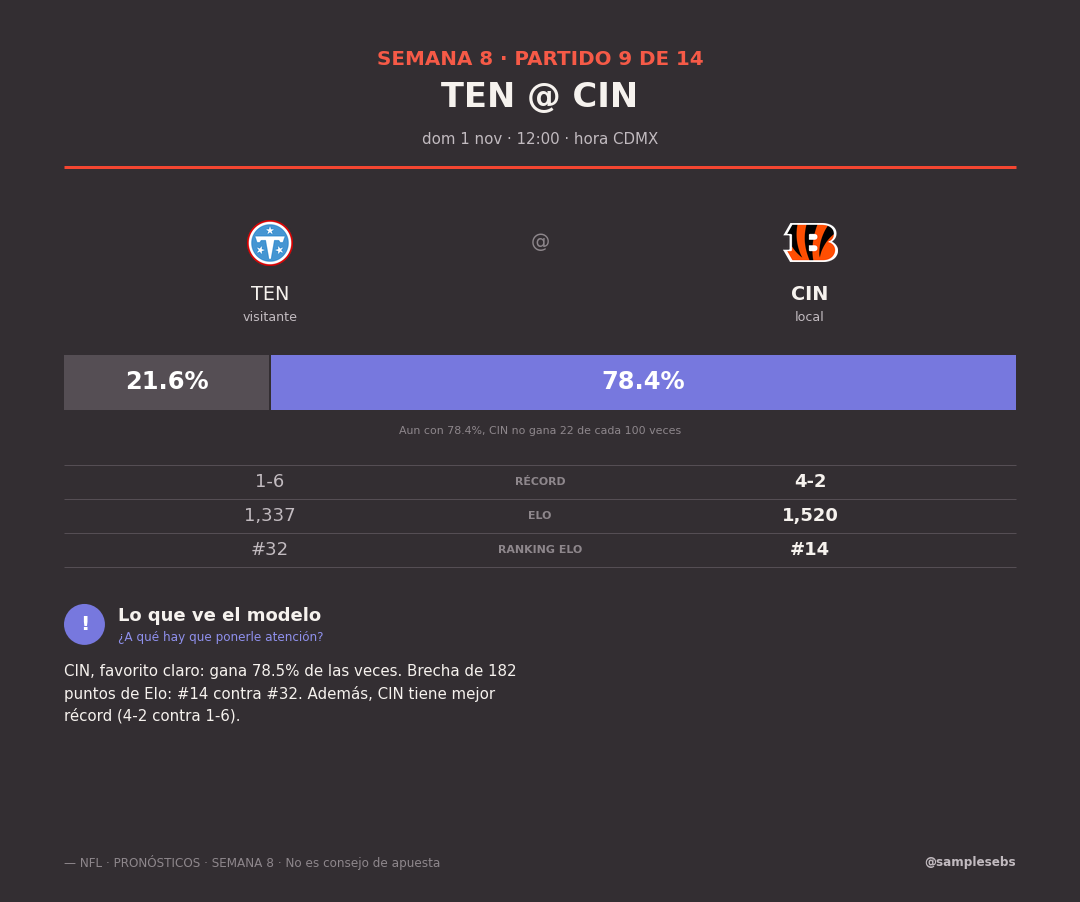 SEMANA 8 · PARTIDO 9 DE 14
TEN @ CIN
dom 1 nov · 12:00 · hora CDMX
@
TEN
CIN
visitante
local
21.6%
78.4%
Aun con 78.4%, CIN no gana 22 de cada 100 veces
1-6 RÉCORD 4-2
1,337 ELO 1,520
#32 RANKING ELO #14
!
Lo que ve el modelo
¿A qué hay que ponerle atención?
CIN, favorito claro: gana 78.5% de las veces. Brecha de 182
puntos de Elo: #14 contra #32. Además, CIN tiene mejor
récord (4-2 contra 1-6).
— NFL · PRONÓSTICOS · SEMANA 8 · No es consejo de apuesta
@samplesebs